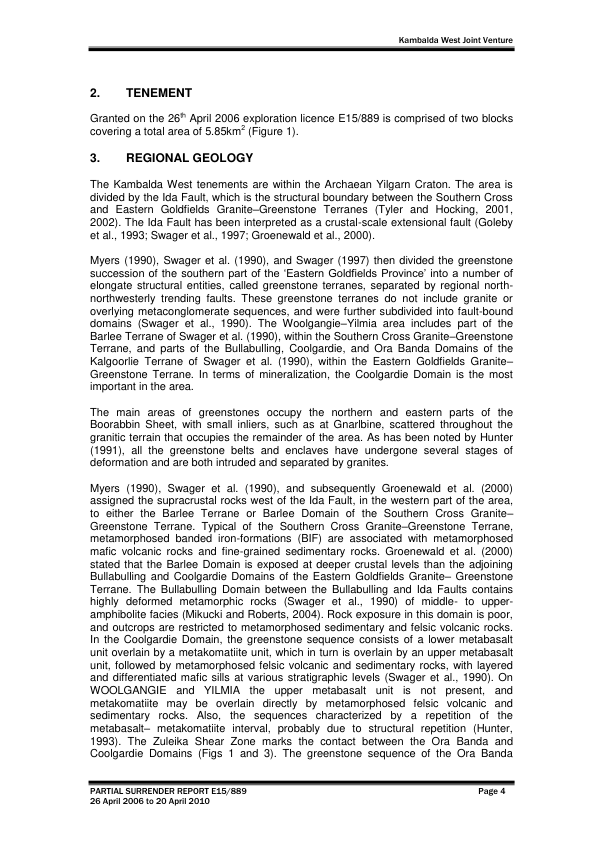 Kambalda West Joint Venture
2. TENEMENT
Granted on the 26th April 2006 exploration licence E15/889 is comprised of two blocks
covering a total area of 5.85km2 (Figure 1).
3. REGIONAL GEOLOGY
The Kambalda West tenements are within the Archaean Yilgarn Craton. The area is
divided by the Ida Fault, which is the structural boundary between the Southern Cross
and Eastern Goldfields Granite–Greenstone Terranes (Tyler and Hocking, 2001,
2002). The Ida Fault has been interpreted as a crustal-scale extensional fault (Goleby
et al., 1993; Swager et al., 1997; Groenewald et al., 2000).
Myers (1990), Swager et al. (1990), and Swager (1997) then divided the greenstone
succession of the southern part of the ‘Eastern Goldfields Province’ into a number of
elongate structural entities, called greenstone terranes, separated by regional north-
northwesterly trending faults. These greenstone terranes do not include granite or
overlying metaconglomerate sequences, and were further subdivided into fault-bound
domains (Swager et al., 1990). The Woolgangie–Yilmia area includes part of the
Barlee Terrane of Swager et al. (1990), within the Southern Cross Granite–Greenstone
Terrane, and parts of the Bullabulling, Coolgardie, and Ora Banda Domains of the
Kalgoorlie Terrane of Swager et al. (1990), within the Eastern Goldfields Granite–
Greenstone Terrane. In terms of mineralization, the Coolgardie Domain is the most
important in the area.
The main areas of greenstones occupy the northern and eastern parts of the
Boorabbin Sheet, with small inliers, such as at Gnarlbine, scattered throughout the
granitic terrain that occupies the remainder of the area. As has been noted by Hunter
(1991), all the greenstone belts and enclaves have undergone several stages of
deformation and are both intruded and separated by granites.
Myers (1990), Swager et al. (1990), and subsequently Groenewald et al. (2000)
assigned the supracrustal rocks west of the Ida Fault, in the western part of the area,
to either the Barlee Terrane or Barlee Domain of the Southern Cross Granite–
Greenstone Terrane. Typical of the Southern Cross Granite–Greenstone Terrane,
metamorphosed banded iron-formations (BIF) are associated with metamorphosed
mafic volcanic rocks and fine-grained sedimentary rocks. Groenewald et al. (2000)
stated that the Barlee Domain is exposed at deeper crustal levels than the adjoining
Bullabulling and Coolgardie Domains of the Eastern Goldfields Granite– Greenstone
Terrane. The Bullabulling Domain between the Bullabulling and Ida Faults contains
highly deformed metamorphic rocks (Swager et al., 1990) of middle- to upper-
amphibolite facies (Mikucki and Roberts, 2004). Rock exposure in this domain is poor,
and outcrops are restricted to metamorphosed sedimentary and felsic volcanic rocks.
In the Coolgardie Domain, the greenstone sequence consists of a lower metabasalt
unit overlain by a metakomatiite unit, which in turn is overlain by an upper metabasalt
unit, followed by metamorphosed felsic volcanic and sedimentary rocks, with layered
and differentiated mafic sills at various stratigraphic levels (Swager et al., 1990). On
WOOLGANGIE and YILMIA the upper metabasalt unit is not present, and
metakomatiite may be overlain directly by metamorphosed felsic volcanic and
sedimentary rocks. Also, the sequences characterized by a repetition of the
metabasalt– metakomatiite interval, probably due to structural repetition (Hunter,
1993). The Zuleika Shear Zone marks the contact between the Ora Banda and
Coolgardie Domains (Figs 1 and 3). The greenstone sequence of the Ora Banda
PARTIAL SURRENDER REPORT E15/889 Page 4
26 April 2006 to 20 April 2010